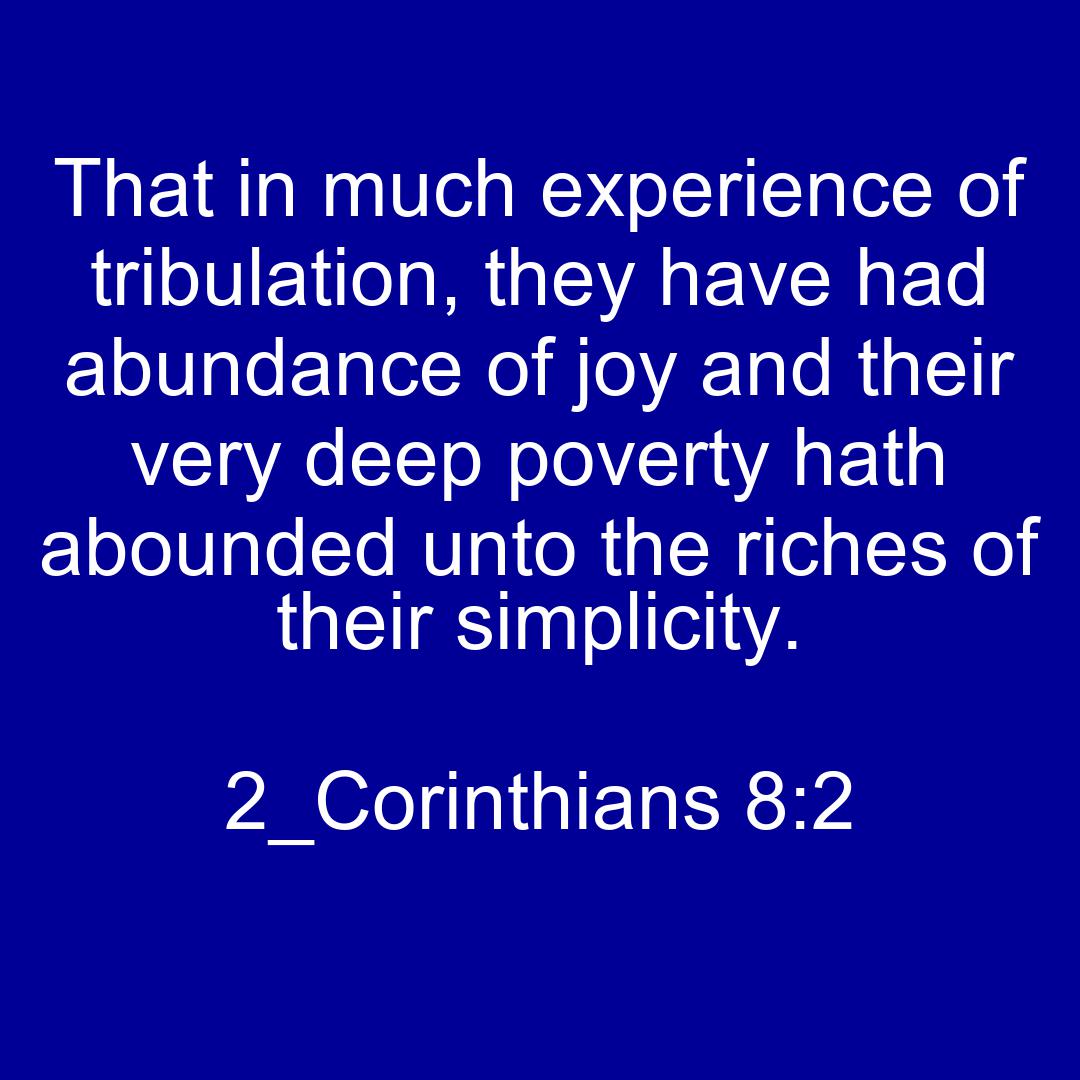 That in much experience of
tribulation, they have had
abundance of joy and their
very deep poverty hath
abounded unto the riches of
their simplicity.
2_Corinthians 8:2